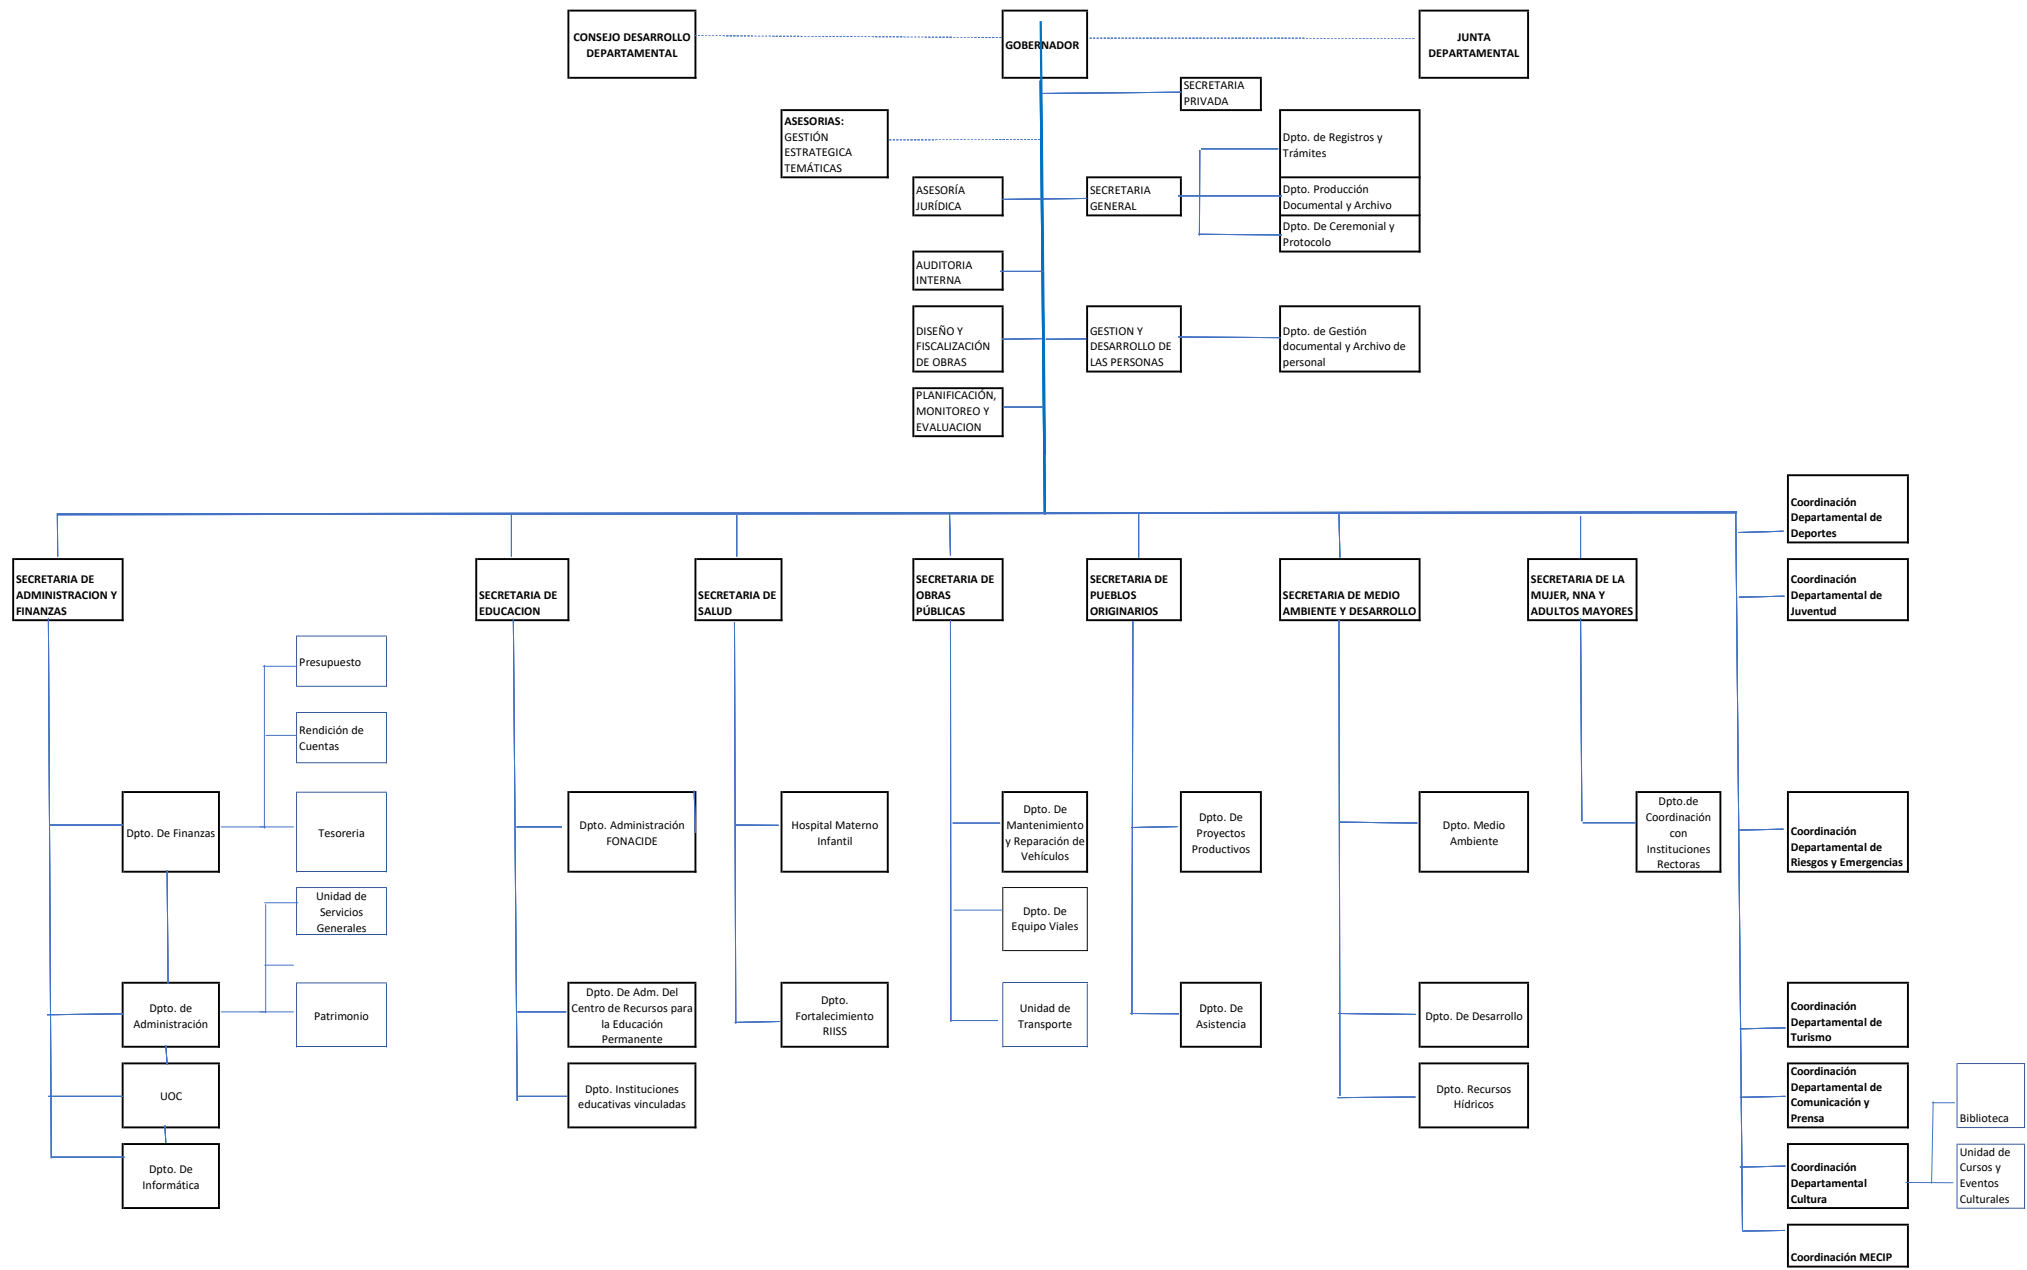 CONSEJO DESARROLLO
DEPARTAMENTAL
GOBERNADOR
JUNTA
DEPARTAMENTAL
SECRETARIA
PRIVADA
ASESORIAS:
GESTIÓN
ESTRATEGICA
TEMÁTICAS
Dpto. de Registros y
Trámites
ASESORÍA
JURÍDICA
SECRETARIA
GENERAL
Dpto. Producción
Documental y Archivo
Dpto. De Ceremonial y
Protocolo
AUDITORIA
INTERNA
DISEÑO Y
FISCALIZACIÓN
DE OBRAS
GESTION Y
DESARROLLO DE
LAS PERSONAS
Dpto. de Gestión
documental y Archivo de
personal
PLANIFICACIÓN,
MONITOREO Y
EVALUACION
Coordinación
Departamental de
Deportes
SECRETARIA DE
ADMINISTRACION Y
FINANZAS
SECRETARIA DE
EDUCACION
SECRETARIA DE
SALUD
SECRETARIA DE
OBRAS
PÚBLICAS
SECRETARIA DE
PUEBLOS
ORIGINARIOS
SECRETARIA DE MEDIO
AMBIENTE Y DESARROLLO
SECRETARIA DE LA
MUJER, NNA Y
ADULTOS MAYORES
Coordinación
Departamental de
Juventud
Presupuesto
Rendición de
Cuentas
Dpto. De Finanzas
Tesoreria
Dpto. Administración
FONACIDE
Hospital Materno
Infantil
Dpto. De
Mantenimiento
y Reparación de
Vehículos
Dpto. De
Proyectos
Productivos
Dpto. Medio
Ambiente
Dpto.de
Coordinación
con
Instituciones
Rectoras
Coordinación
Departamental de
Riesgos y Emergencias
Unidad de
Servicios
Generales
Dpto. De
Equipo Viales
Dpto. de
Administración
Patrimonio
Dpto. De Adm. Del
Centro de Recursos para
la Educación
Permanente
Dpto.
Fortalecimiento
RIISS
Unidad de
Transporte
Dpto. De
Asistencia
Dpto. De Desarrollo
Coordinación
Departamental de
Turismo
UOC
Dpto. Instituciones
educativas vinculadas
Dpto. Recursos
Hídricos
Coordinación
Departamental de
Comunicación y
Prensa
Biblioteca
Dpto. De
Informática
Coordinación
Departamental
Cultura
Unidad de
Cursos y
Eventos
Culturales
Coordinación MECIP